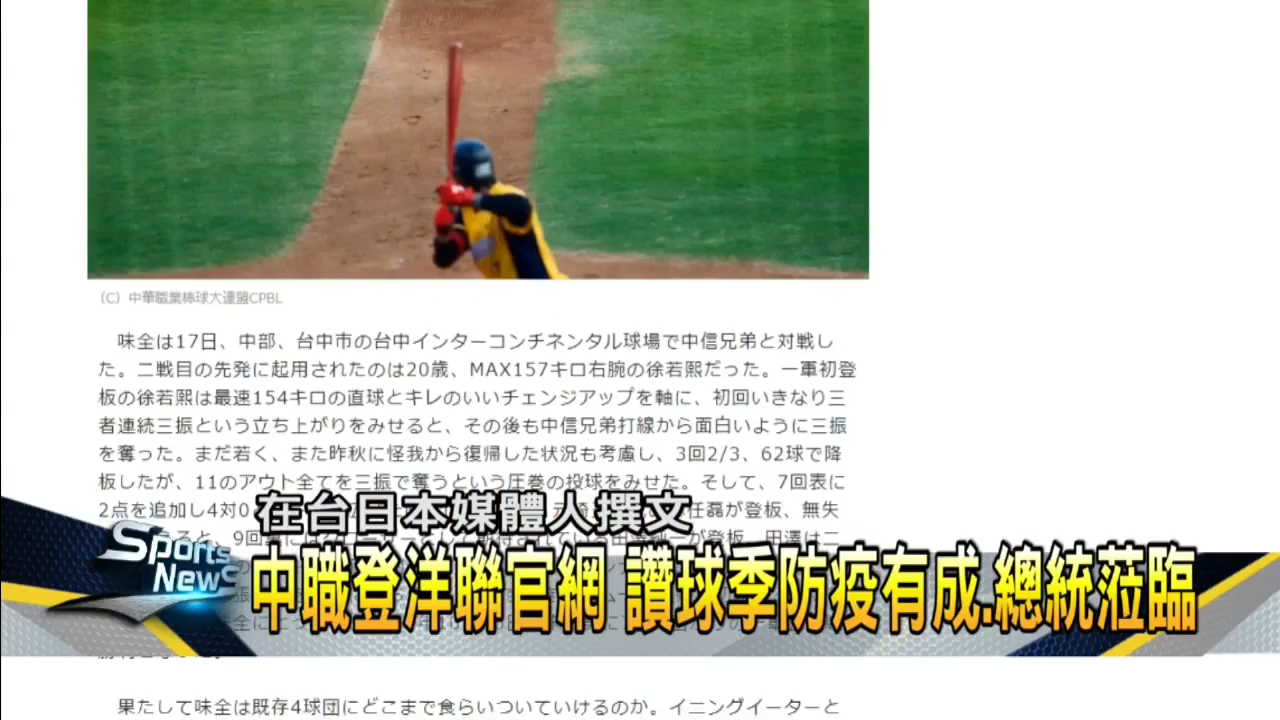 (C) 中華職業棒球大連盟CPBL
味全は17日、中部、台中市の台中インターコンチネンタル球場で中信兄弟と対戦し
た。二戦目の先発に起用されたのは20歳、MAX157キロ右腕の徐若熙だった。一軍初登
板の徐若熙は最速154キロの直球とキレのいいチェンジアップを軸に、初回いきなり三
者連続三振という立ち上がりをみせると、その後も中信兄弟打線から面白いように三振
を奪った。まだ若く、また昨秋に怪我から復帰した状況も考慮し、3回2/3、62球で降
板したが、11のアウト全てを三振で奪うという圧巻の投球をみせた。そして、7回表に
2点を追加し4対0
任磊が登板、無失
在台日本媒體人撰文
Sports News
中職登洋聯官網 讚球季防疫有成.總統蒞臨
果たして味全は既存4球団にどこまで食らいついていけるのか。イニングイーターと